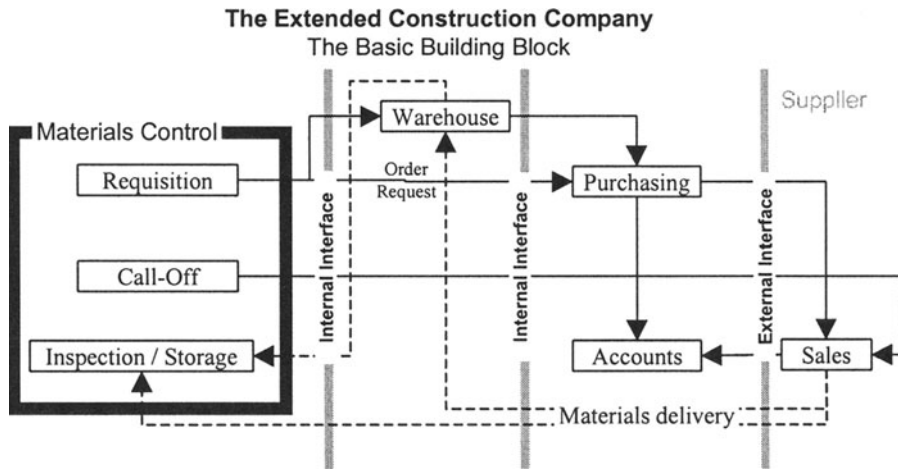 The Extended Construction Company
The Basic Building Block
Supplier
Materials Control
Warehouse
Requisition
Order
Request
Purchasing
Internal Interface
Internal Interface
External Interface
Call-Off
Inspection / Storage
Accounts
Sales
Materials delivery